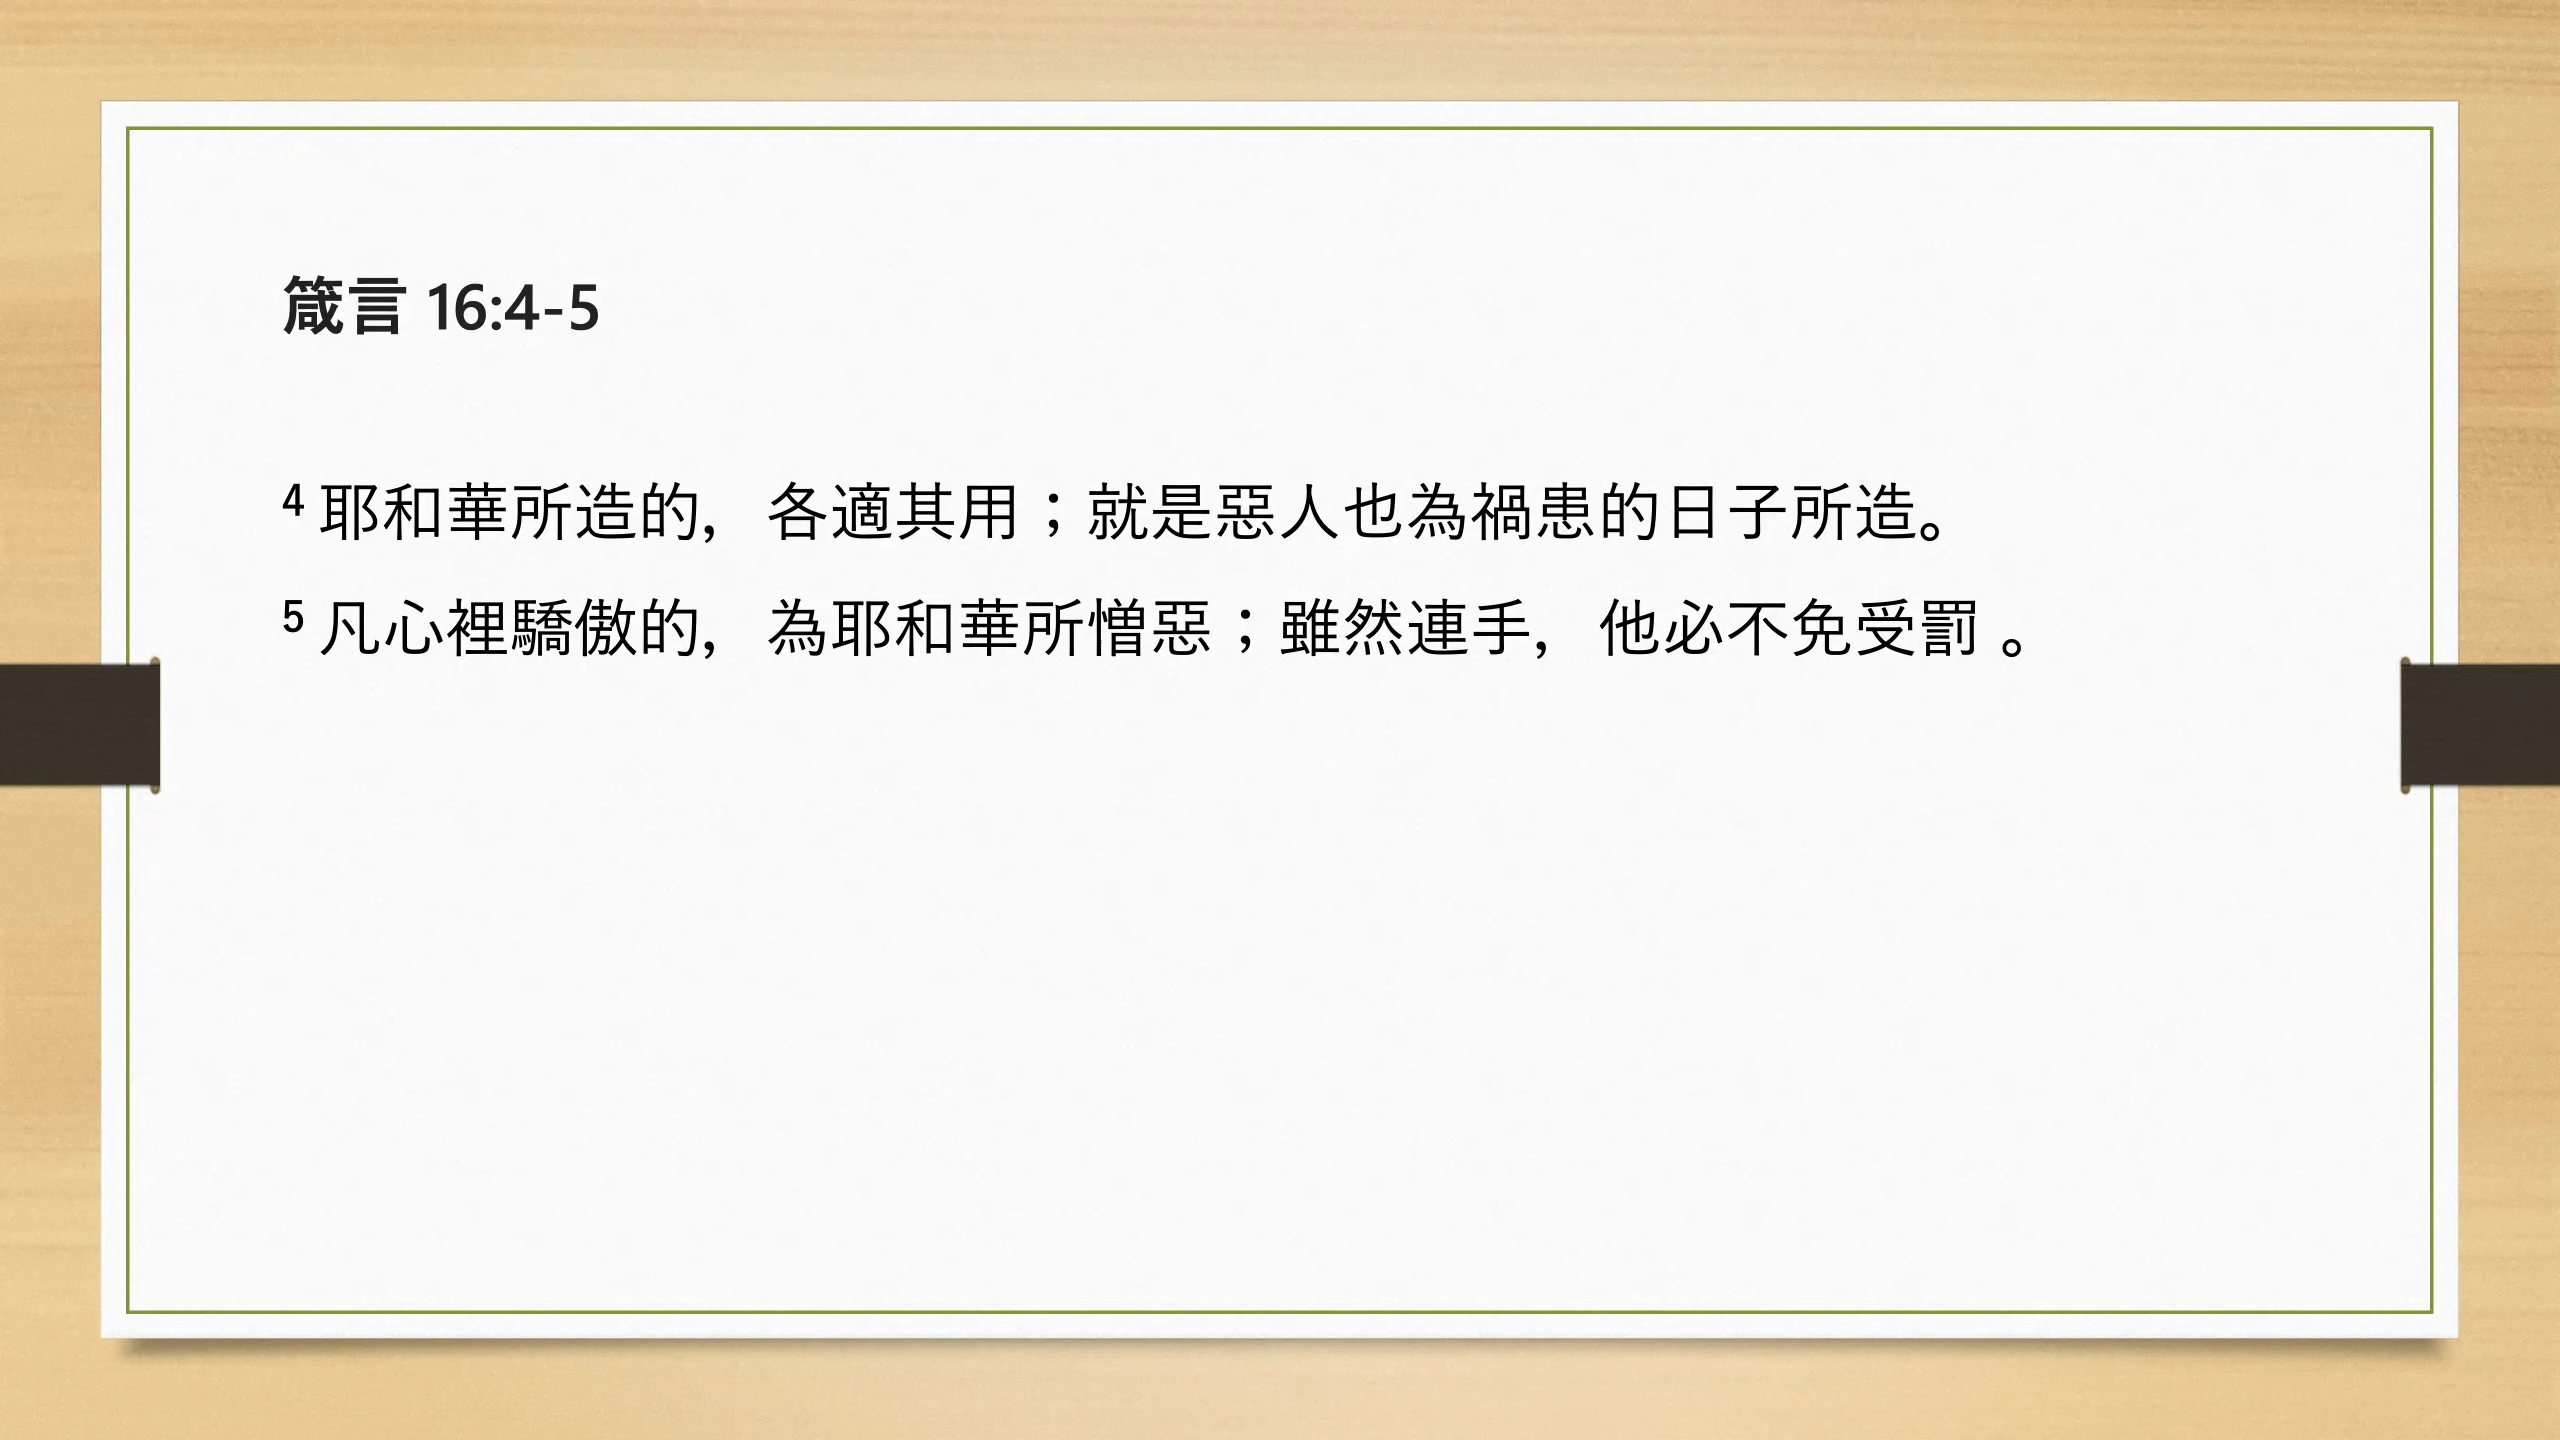 箴言 16:4-5
4 耶和華所造的，各適其用；就是惡人也為禍患的日子所造。
5 凡心裡驕傲的，為耶和華所憎惡；雖然連手，他必不免受罰 。